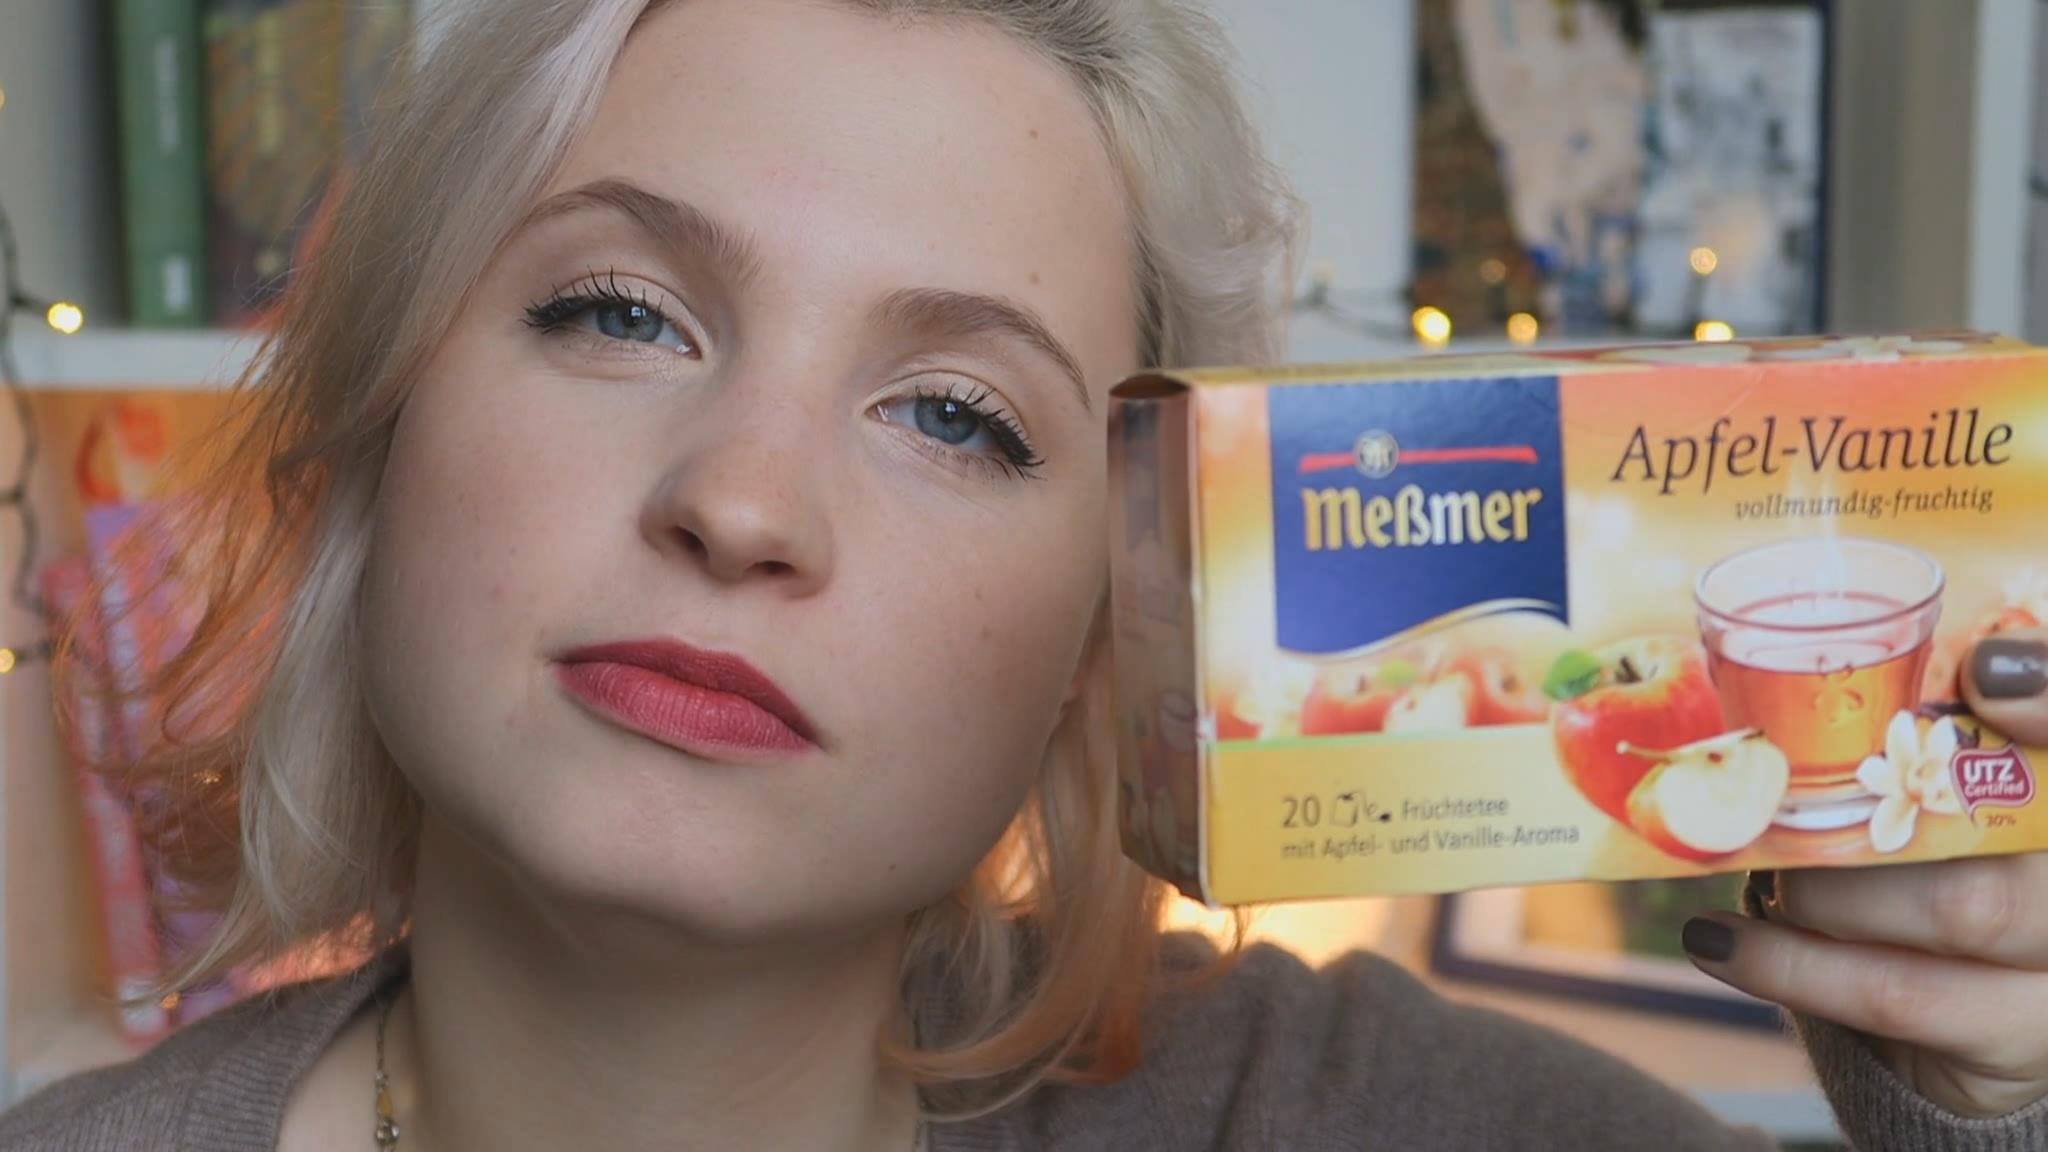 Meßmer
Apfel-Vanille
vollmundig-fruchtig
20 Früchtetee
mit Apfel- und Vanille-Aroma
UTZ
Certified
30%